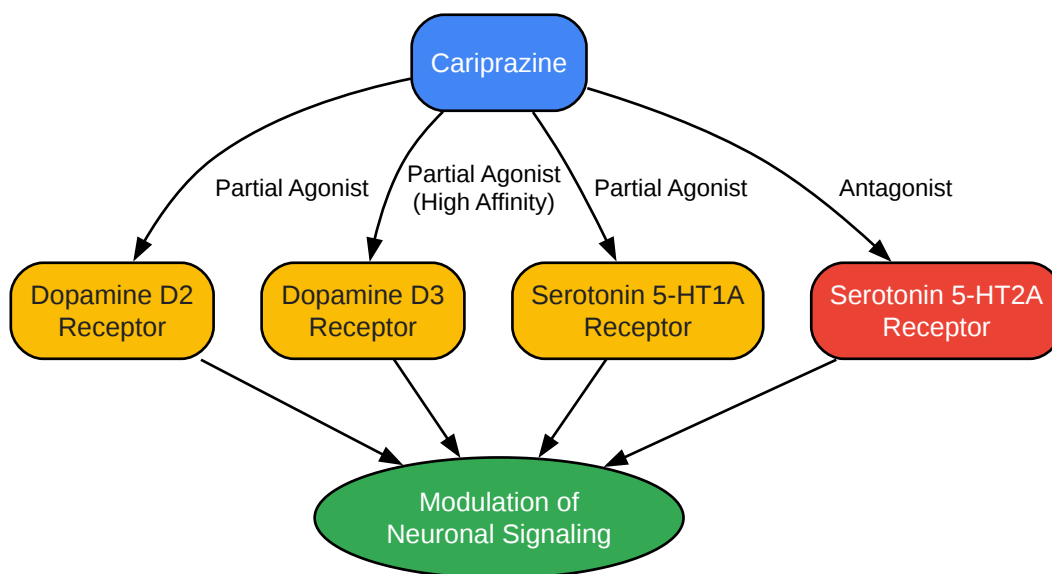 Cariprazine
Partial Agonist
Partial Agonist
(High Affinity)
Partial Agonist
Antagonist
Dopamine D2
Receptor
Dopamine D3
Receptor
Serotonin 5-HT1A
Receptor
Serotonin 5-HT2A
Receptor
Modulation of
Neuronal Signaling